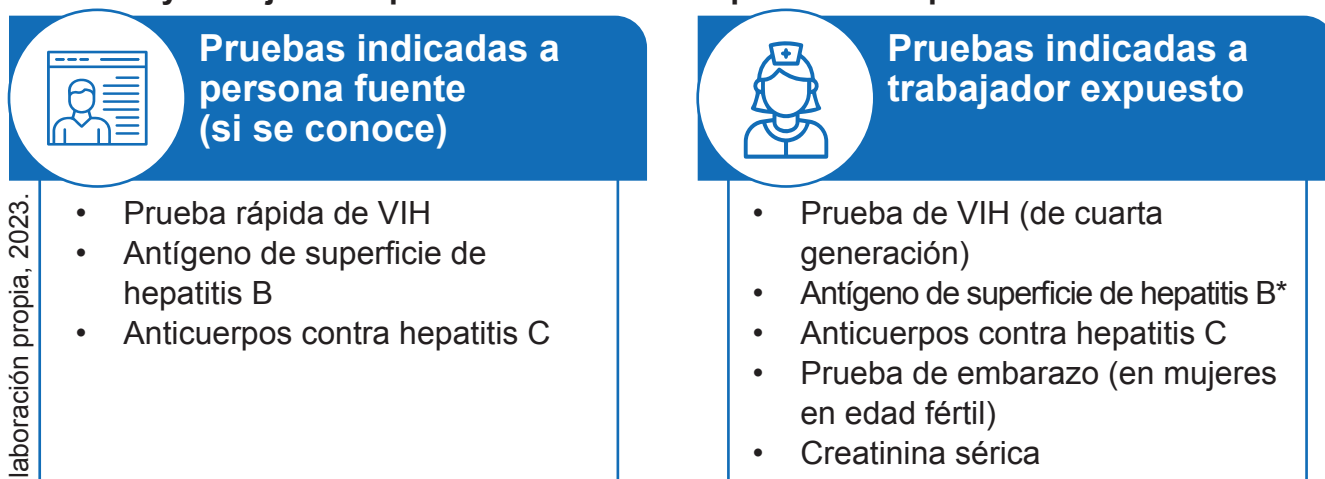 Pruebas indicadas a
persona fuente
(si se conoce)
• Prueba rápida de VIH
• Antígeno de superficie de
hepatitis B
• Anticuerpos contra hepatitis C
Pruebas indicadas a
trabajador expuesto
• Prueba de VIH (de cuarta
generación)
• Antígeno de superficie de hepatitis B*
• Anticuerpos contra hepatitis C
• Prueba de embarazo (en mujeres
en edad fértil)
• Creatinina sérica
laboración propia, 2023.